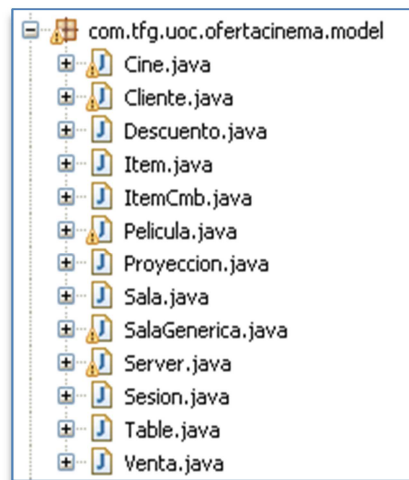 com.tfg.uoc.ofertacinema.model
Cine.java
Cliente.java
Descuento.java
Item.java
ItemCmb.java
Pelicula.java
Proyeccion.java
Sala.java
SalaGenerica.java
Server.java
Sesion.java
Table.java
Venta.java